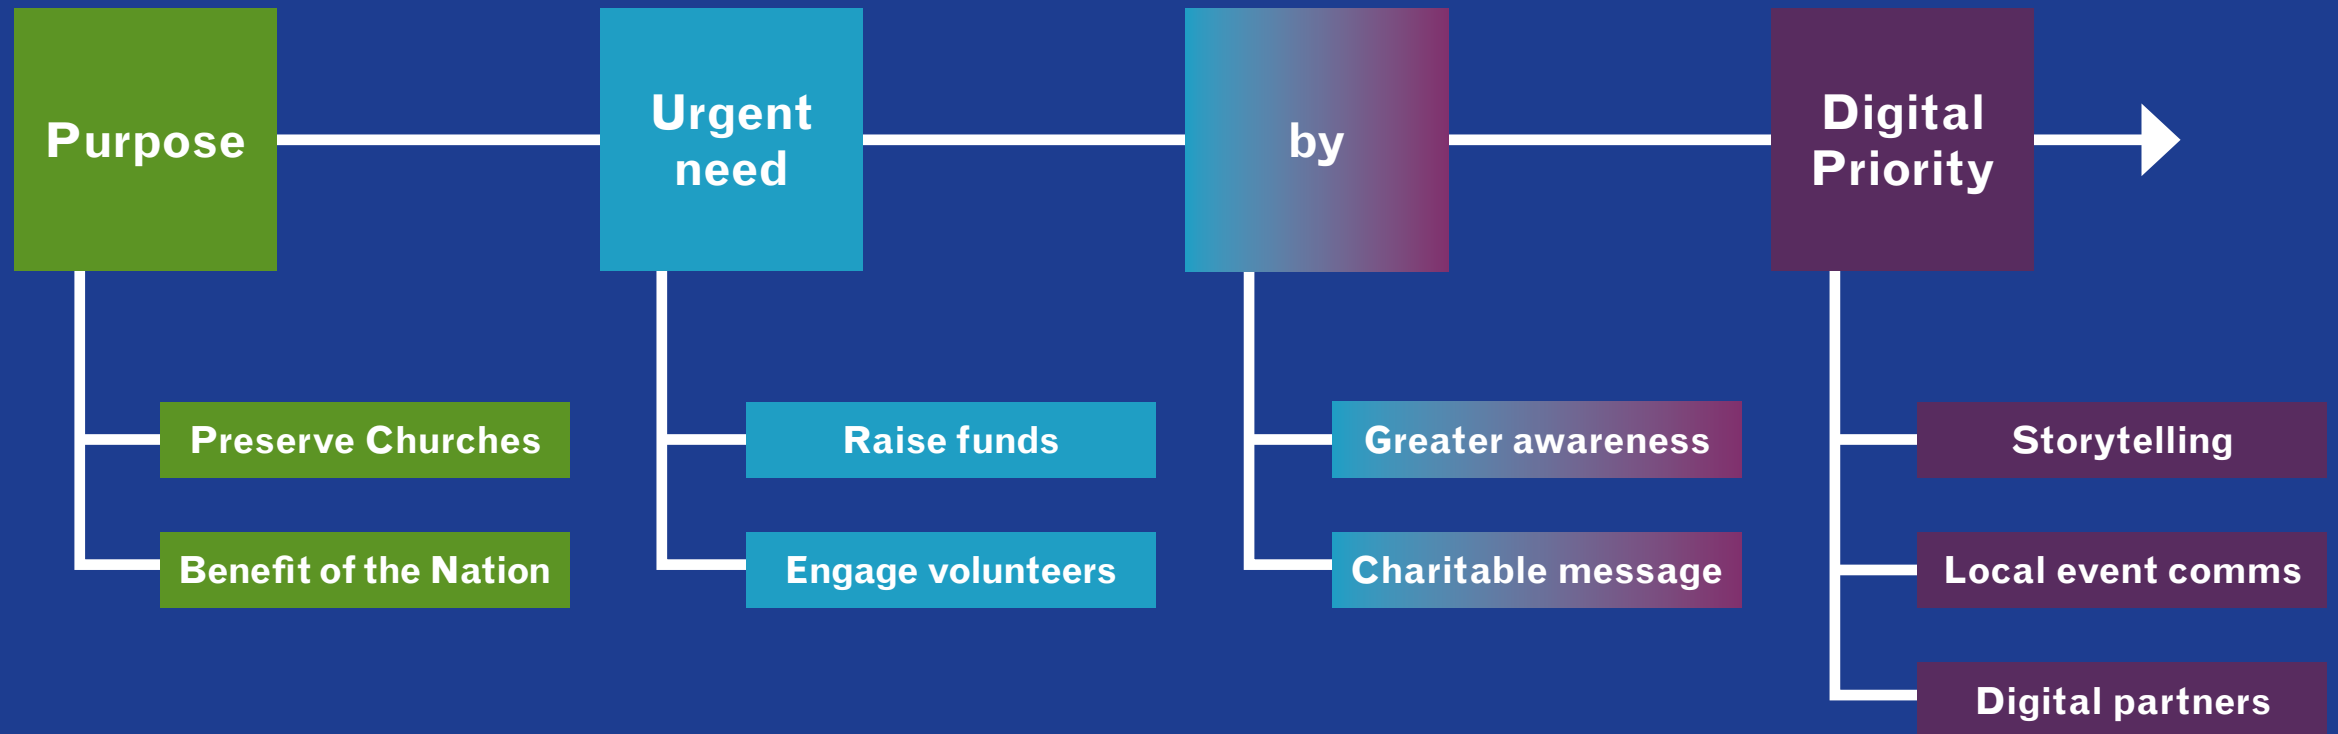 Purpose
Urgent
need
by
Digital
Priority
Preserve Churches
Benefit of the Nation
Raise funds
Engage volunteers
Greater awareness
Charitable message
Storytelling
Local event comms
Digital partners